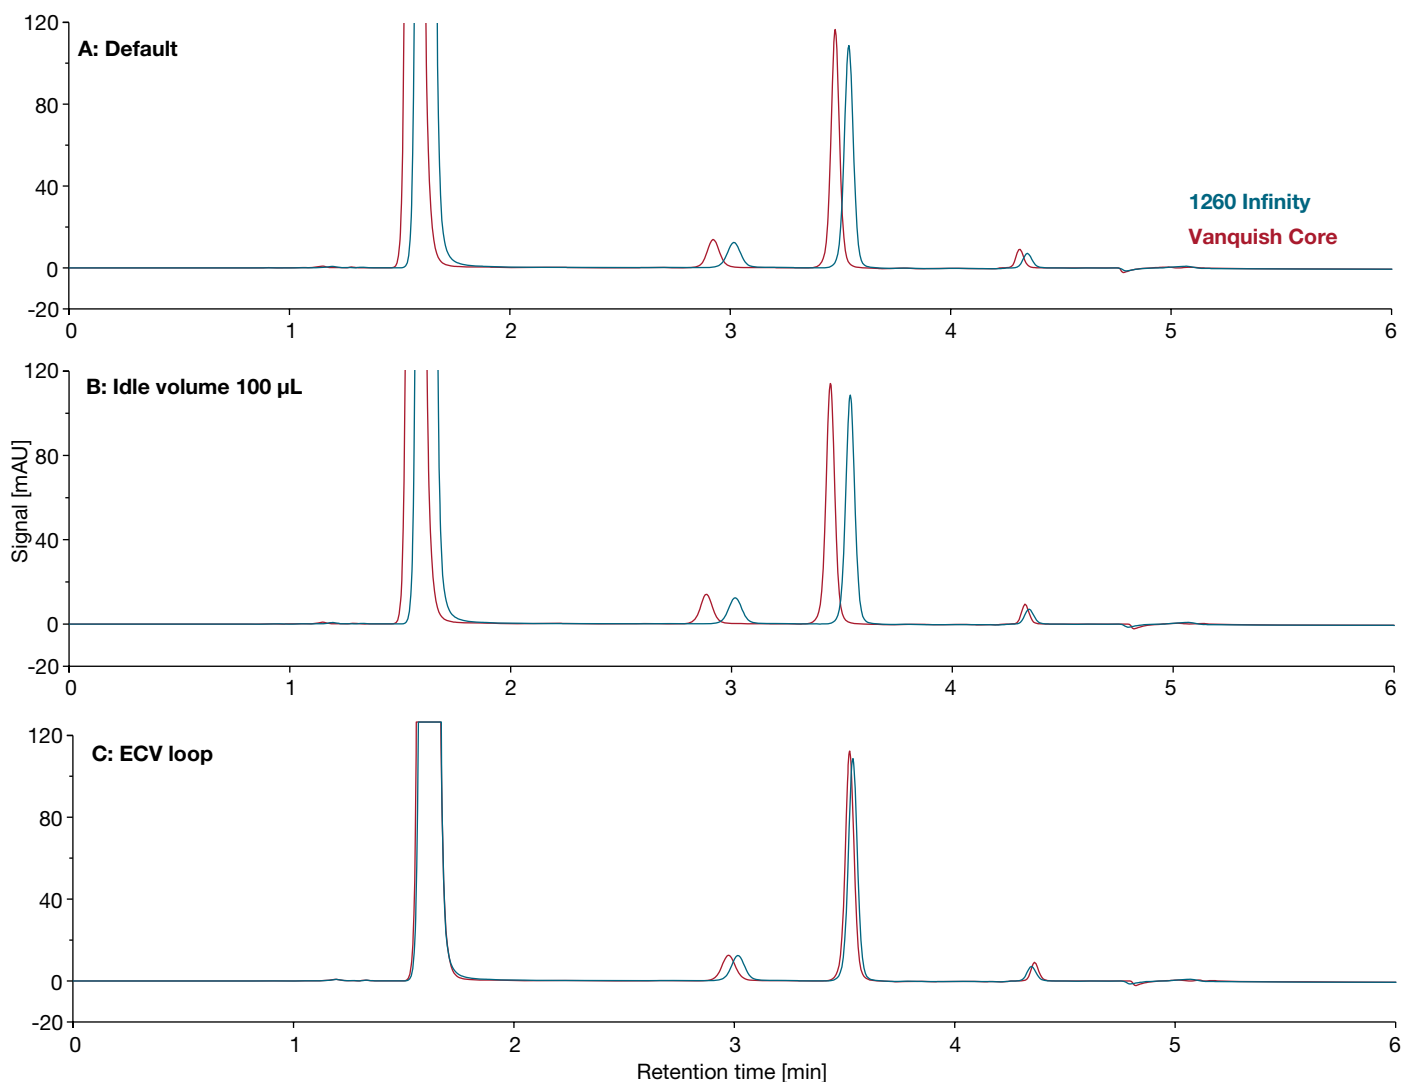 120
A: Default
80
40
1260 Infinity
Vanquish Core
0
-20
0 1 2 3 4 5 6
120
B: Idle volume 100 µL
80
Signal [mAU]
40
0
-20
0 1 2 3 4 5 6
120
C: ECV loop
80
40
0
-20
0 1 2 3 4 5 6
Retention time [min]